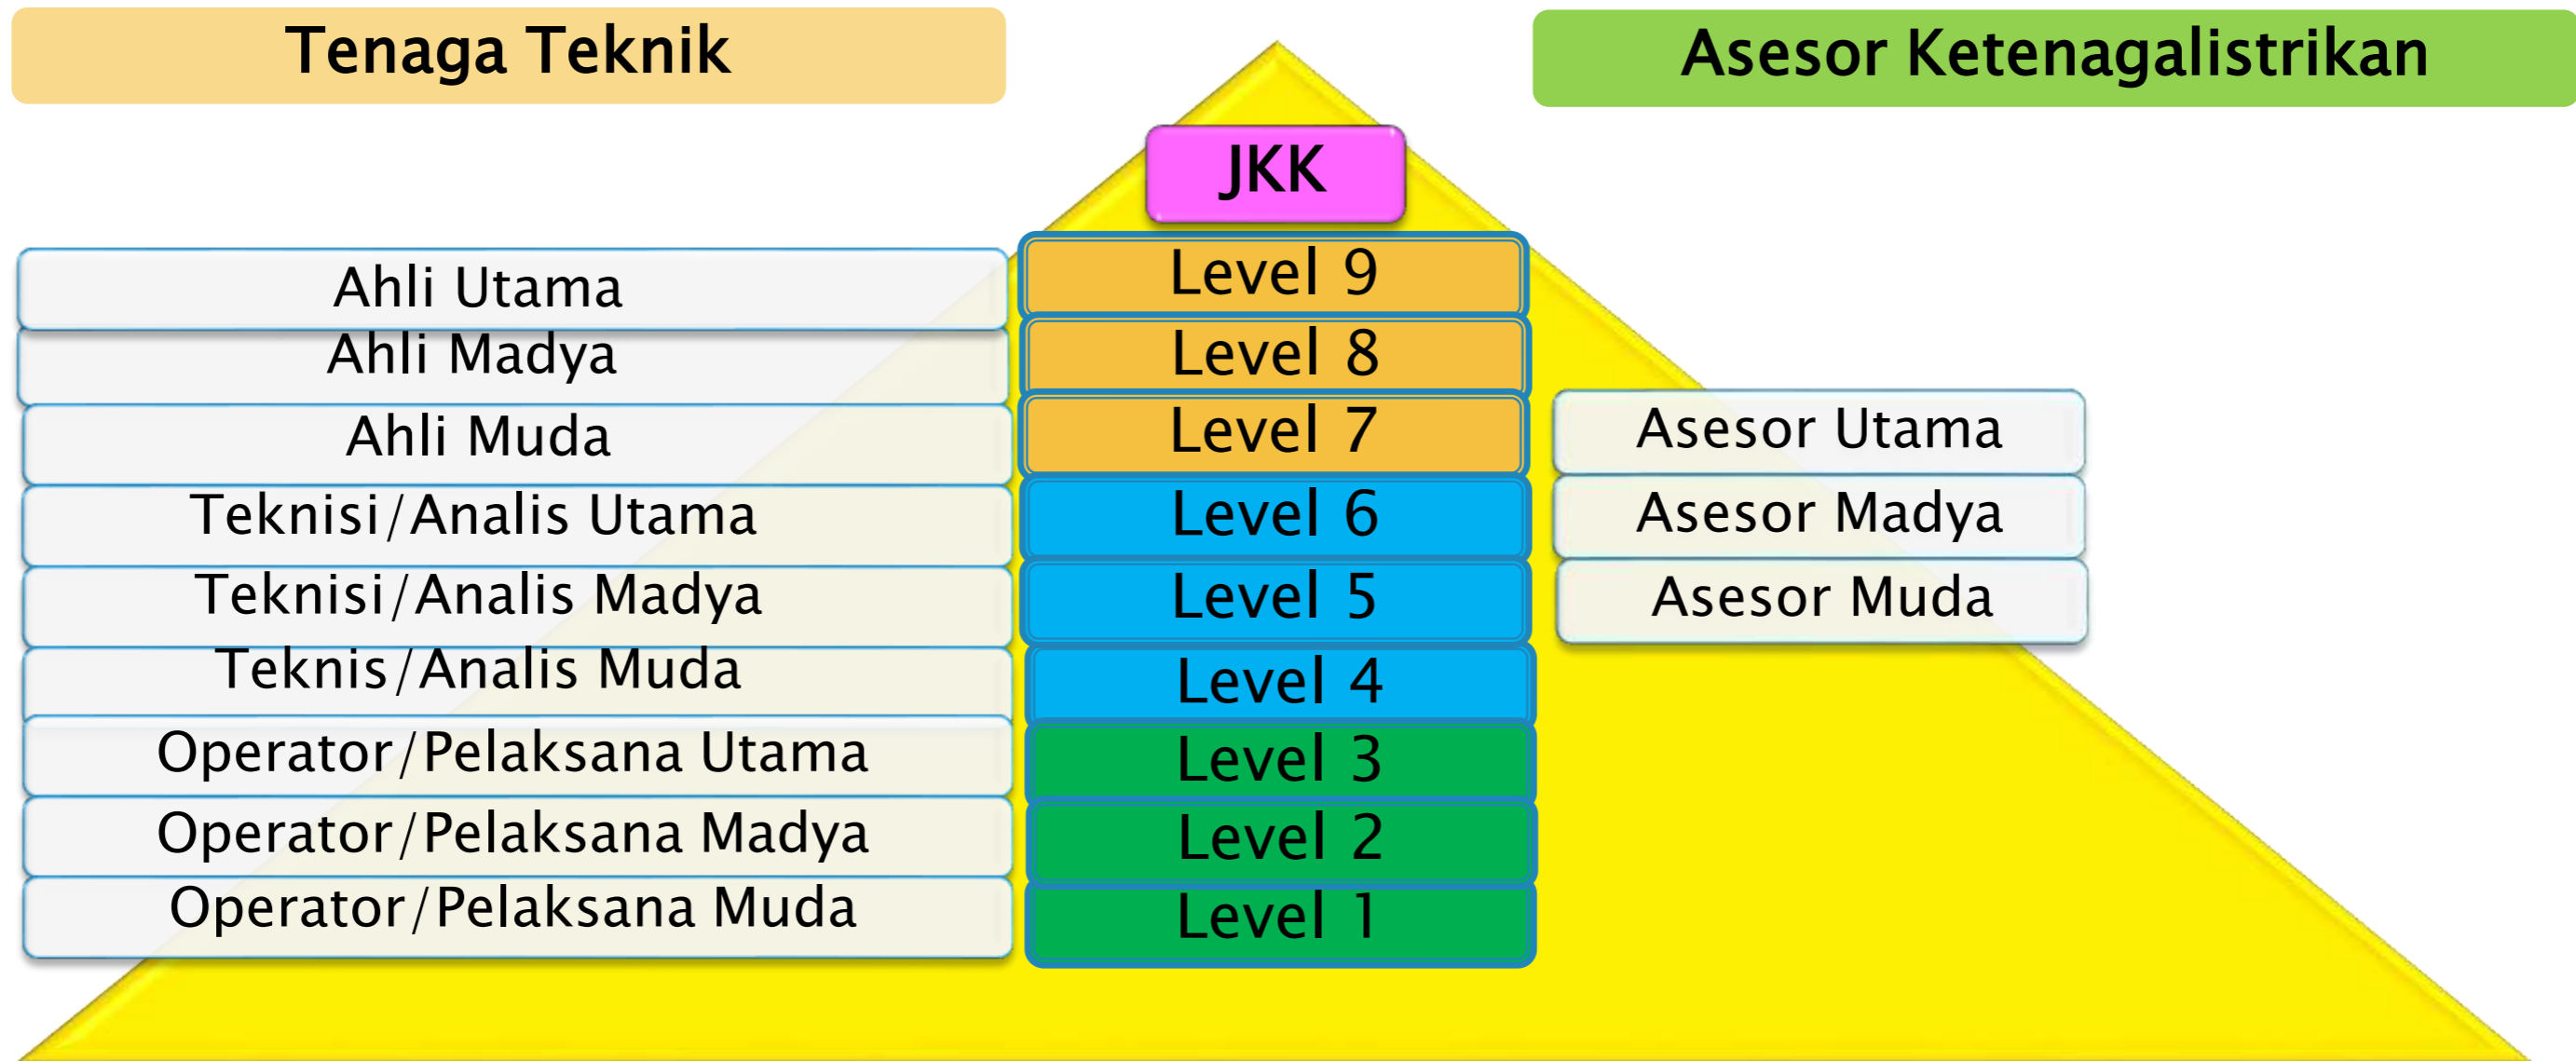 Tenaga Teknik
Asesor Ketenagalistrikan
JKK
Ahli Utama
Level 9
Ahli Madya
Level 8
Ahli Muda
Level 7
Asesor Utama
Teknisi/Analis Utama
Level 6
Asesor Madya
Teknisi/Analis Madya
Level 5
Asesor Muda
Teknis/Analis Muda
Level 4
Operator/Pelaksana Utama
Level 3
Operator/Pelaksana Madya
Level 2
Operator/Pelaksana Muda
Level 1